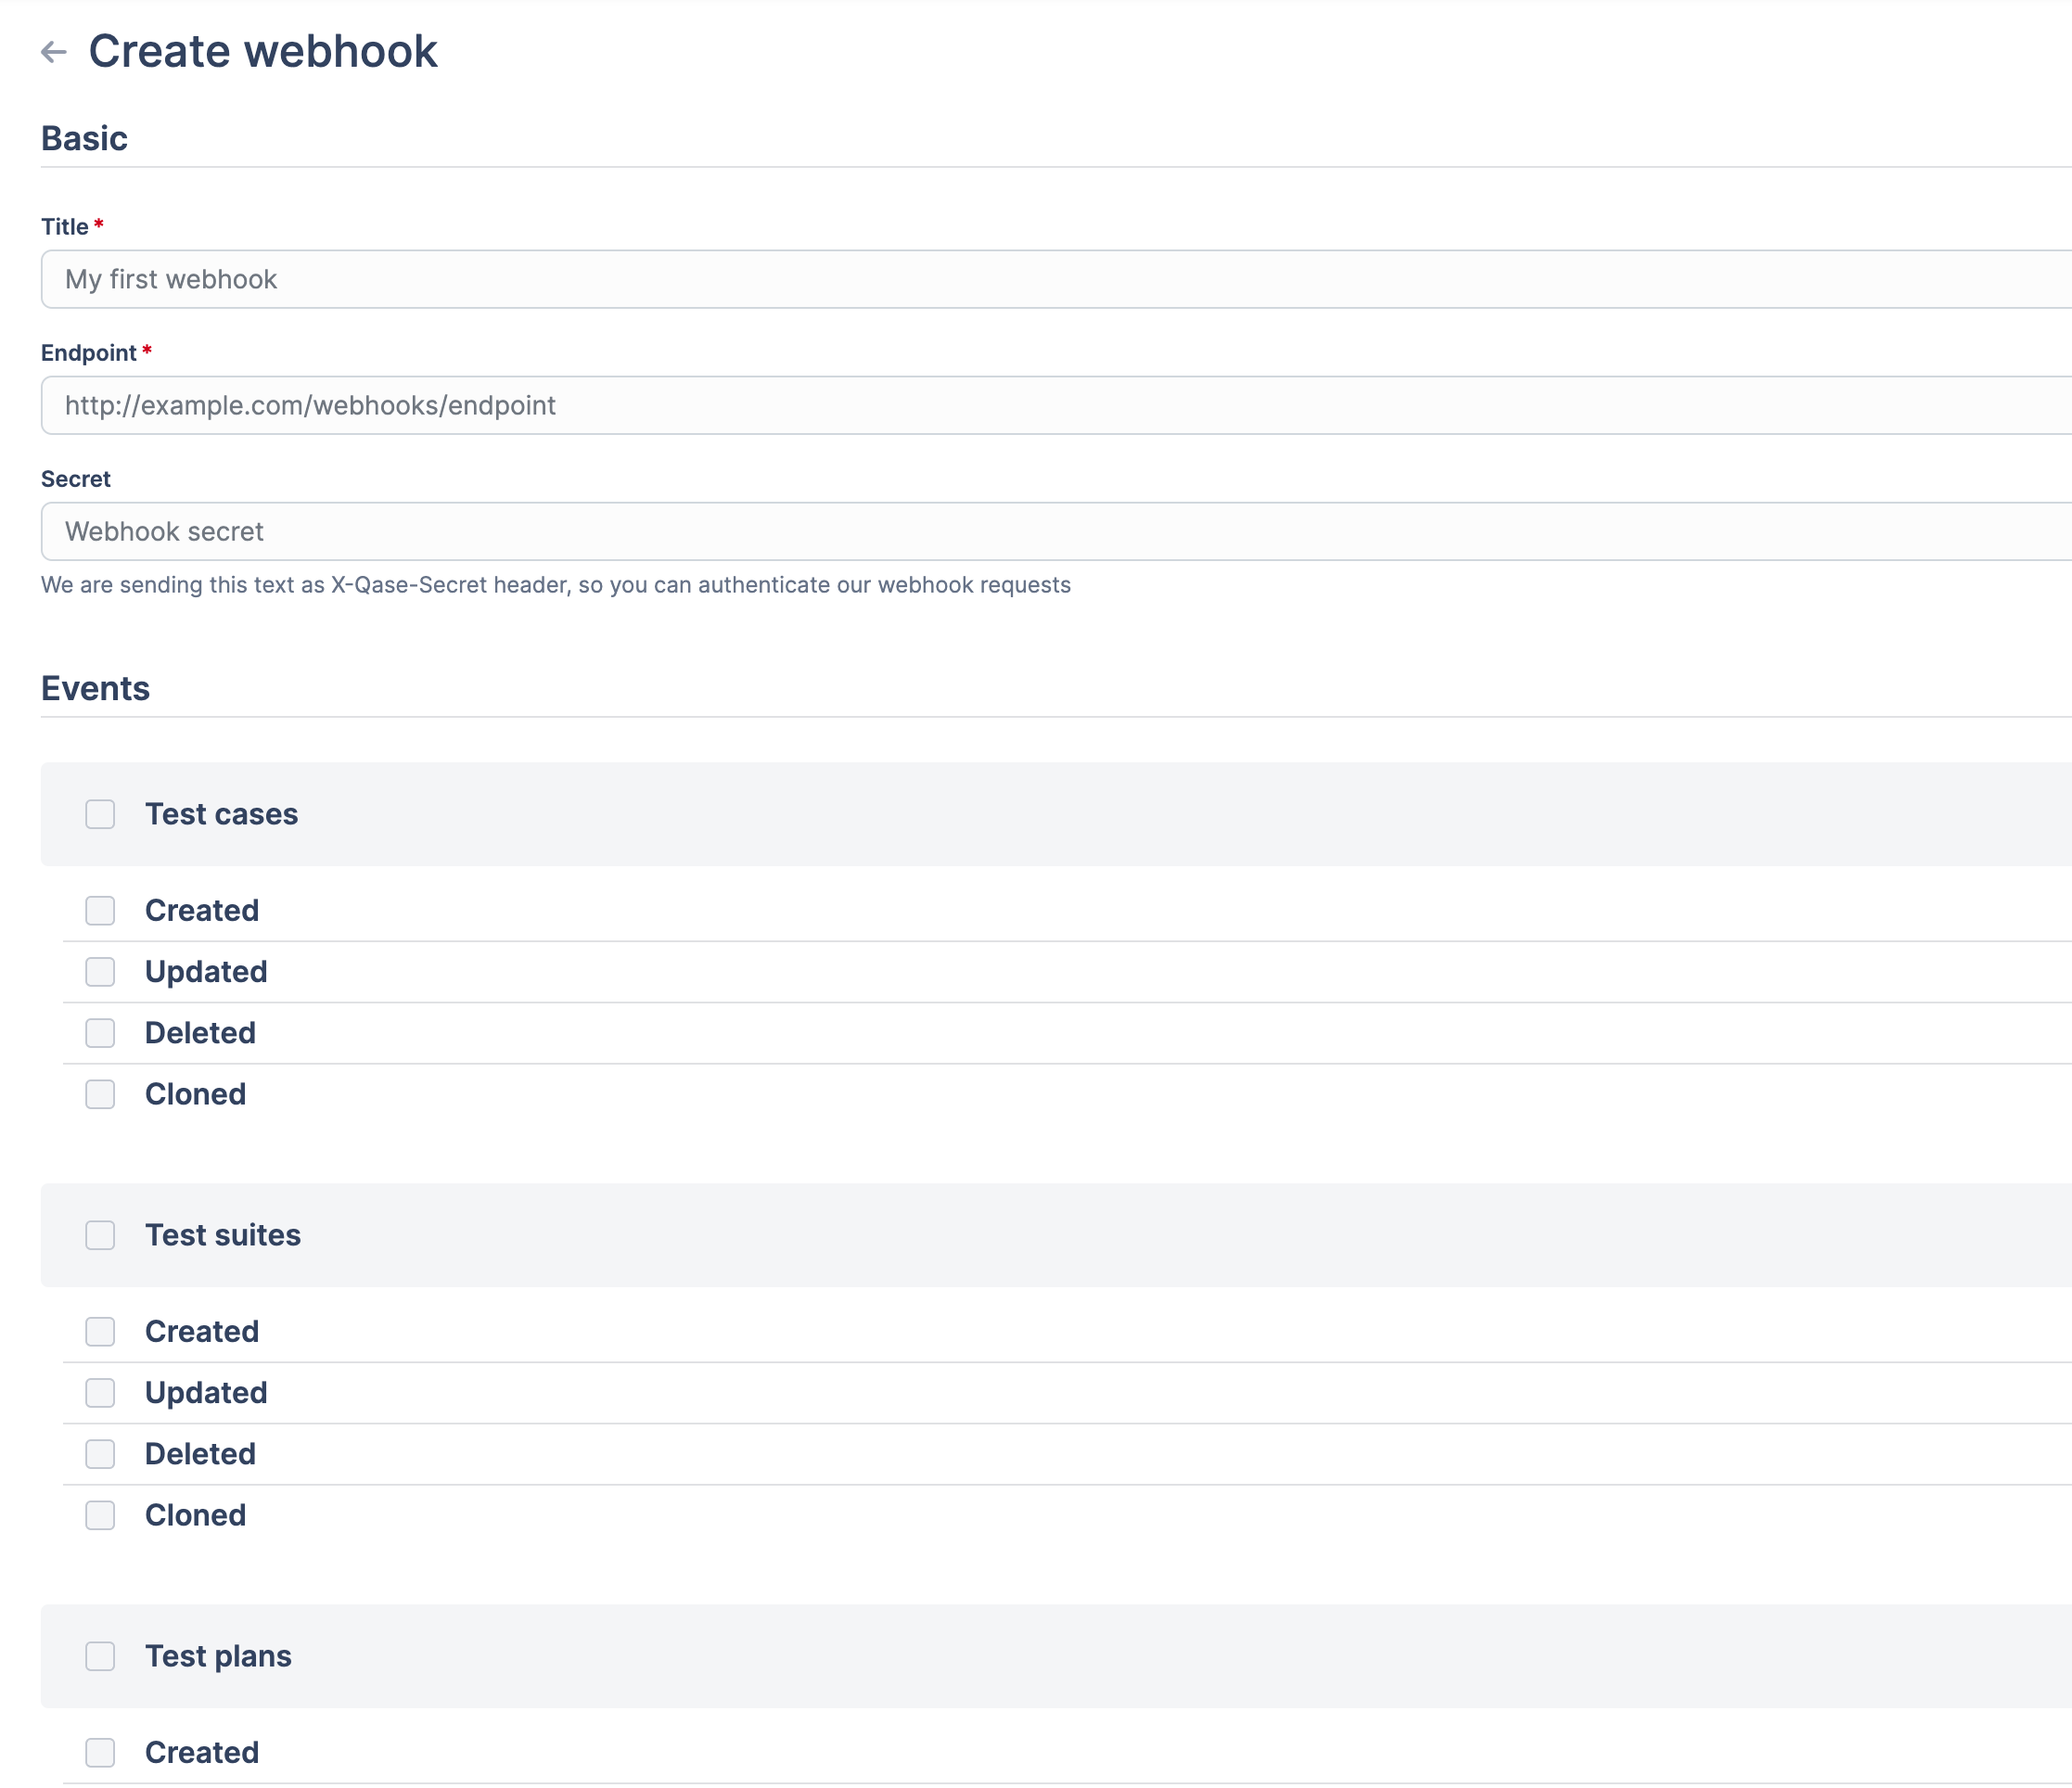 Create webhook
Basic
Title *
My first webhook
Endpoint *
http://example.com/webhooks/endpoint
Secret
Webhook secret
We are sending this text as X-Qase-Secret header, so you can authenticate our webhook requests
Events
Test cases
Created
Updated
Deleted
Cloned
Test suites
Created
Updated
Deleted
Cloned
Test plans
Created